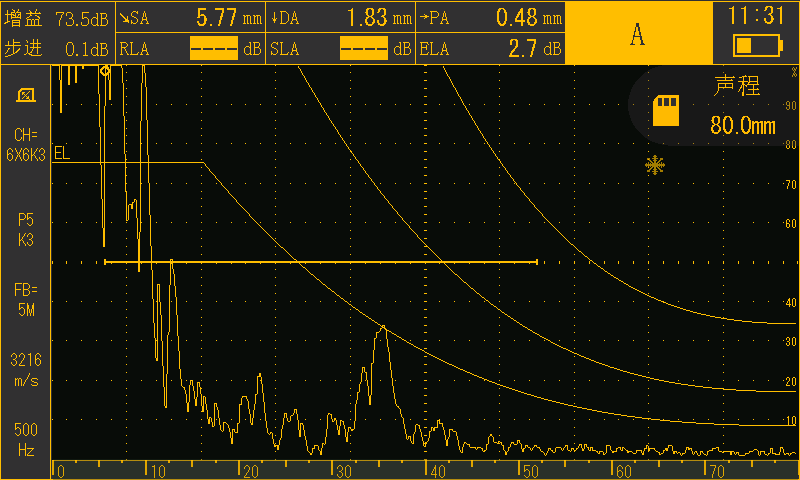 增益 73.5dB ↘SA 5.77 mm ↓DA 1.83 mm →PA 0.48 mm A 11:31
步进 0.1dB RLA ---- dB SLA ---- dB ELA 2.7 dB
声程
80.0mm
%
90
80
70
60
40
30
20
10
EL
CH=
6X6K3
P5
K3
FB=
5M
3216
m/s
500
Hz
0 10 20 30 40 50 60 70